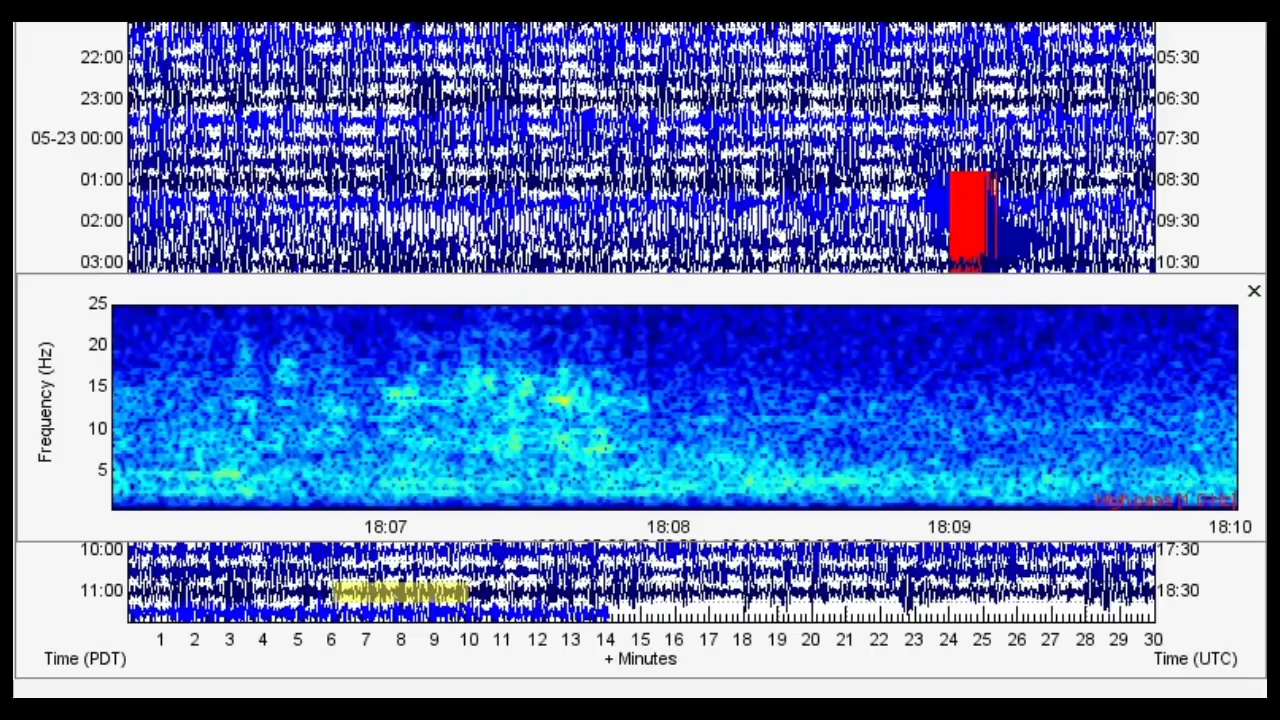 22:00 05:30
23:00 06:30
05-23 00:00 07:30
01:00 08:30
02:00 09:30
03:00 10:30
×
Frequency (Hz)
25
20
15
10
5
18:07 18:08 18:09 18:10
10:00 17:30
11:00 18:30
1 2 3 4 5 6 7 8 9 10 11 12 13 14 15 16 17 18 19 20 21 22 23 24 25 26 27 28 29 30
Time (PDT) + Minutes Time (UTC)